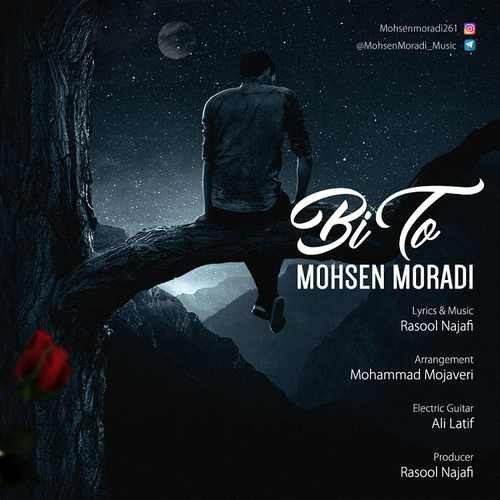 Mohsenmoradi261
@MohsenMoradi_Music
Bi To
MOHSEN MORADI
Lyrics & Music
Rasool Najafi
Arrangement
Mohammad Mojaveri
Electric Guitar
Ali Latif
Producer
Rasool Najafi